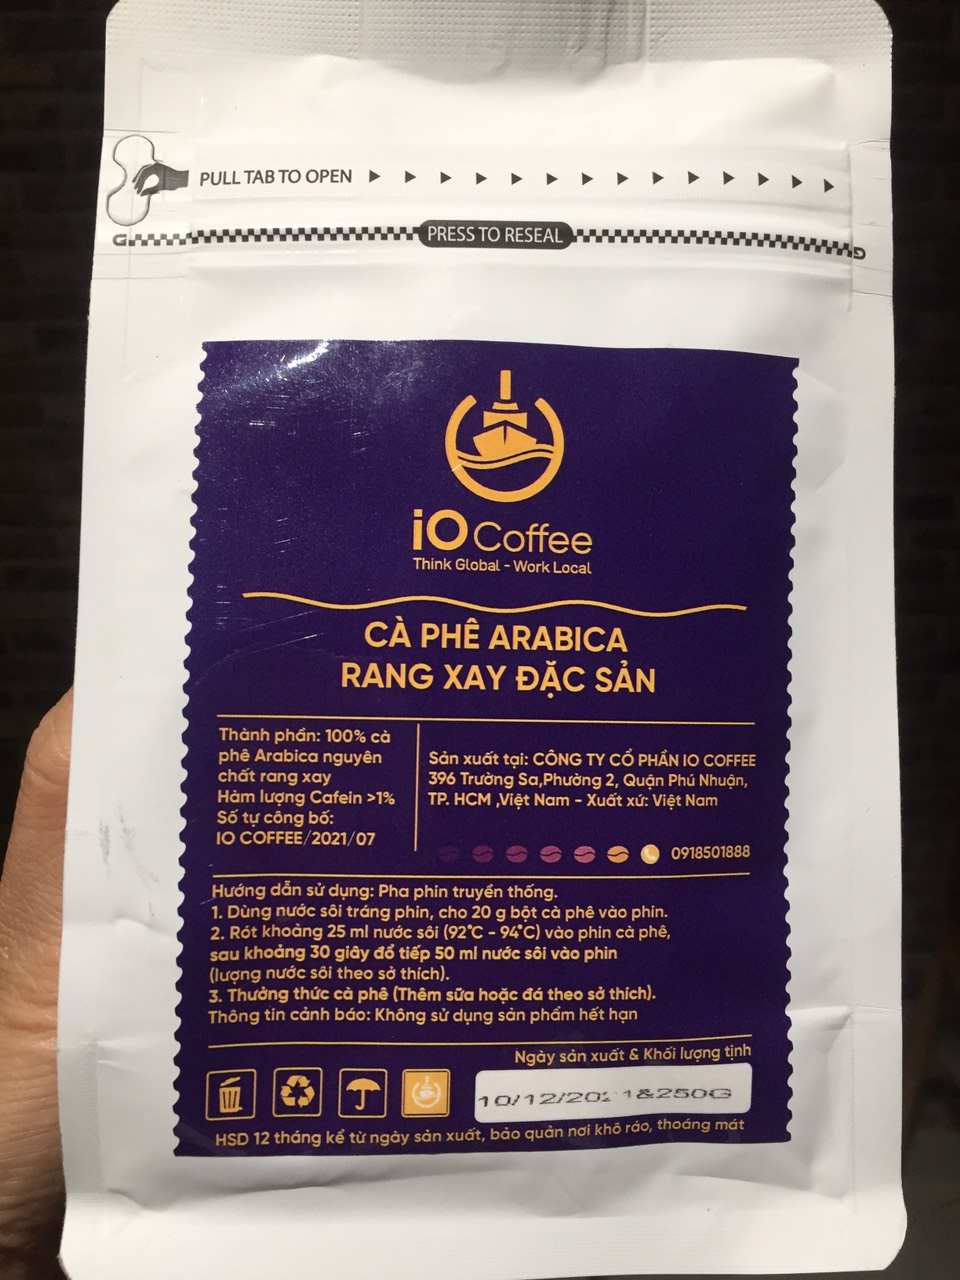 PULL TAB TO OPEN
PRESS TO RESEAL
iO Coffee
Think Global - Work Local
CÀ PHÊ ARABICA
RANG XAY ĐẶC SẢN
Thành phần: 100% cà
phê Arabica nguyên
chất rang xay
Hàm lượng Cafein >1%
Số tự công bố:
IO COFFEE/2021/07
Sản xuất tại: CÔNG TY CỔ PHẦN IO COFFEE
396 Trường Sa,Phường 2, Quận Phú Nhuận,
TP. HCM ,Việt Nam - Xuất xứ: Việt Nam
0918501888
Hướng dẫn sử dụng: Pha phin truyền thống.
1. Dùng nước sôi tráng phin, cho 20 g bột cà phê vào phin.
2. Rót khoảng 25 ml nước sôi (92°C - 94°C) vào phin cà phê,
sau khoảng 30 giây đổ tiếp 50 ml nước sôi vào phin
(lượng nước sôi theo sở thích).
3. Thưởng thức cà phê (Thêm sữa hoặc đá theo sở thích).
Thông tin cảnh báo: Không sử dụng sản phẩm hết hạn
Ngày sản xuất & Khối lượng tịnh
10/12/2021&250G
HSD 12 tháng kể từ ngày sản xuất, bảo quản nơi khô ráo, thoáng mát